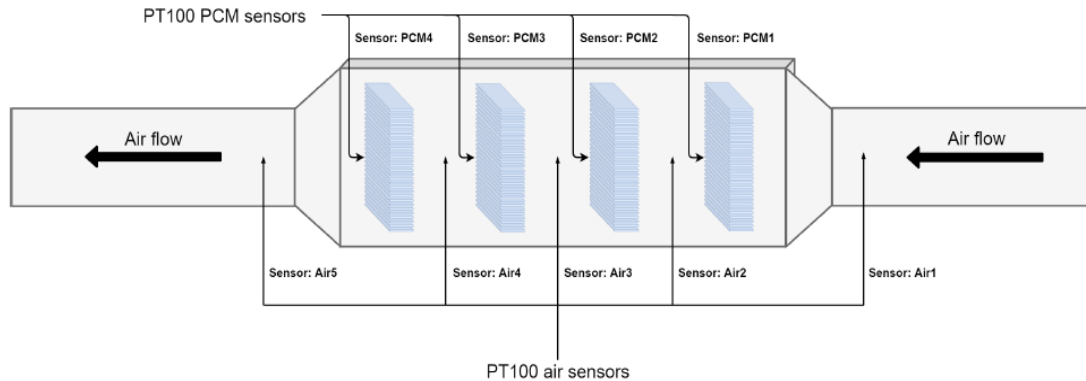 PT100 PCM sensors
Sensor: PCM4
Sensor: PCM3
Sensor: PCM2
Sensor: PCM1
Air flow
Air flow
Sensor: Air5
Sensor: Air4
Sensor: Air3
Sensor: Air2
Sensor: Air1
PT100 air sensors